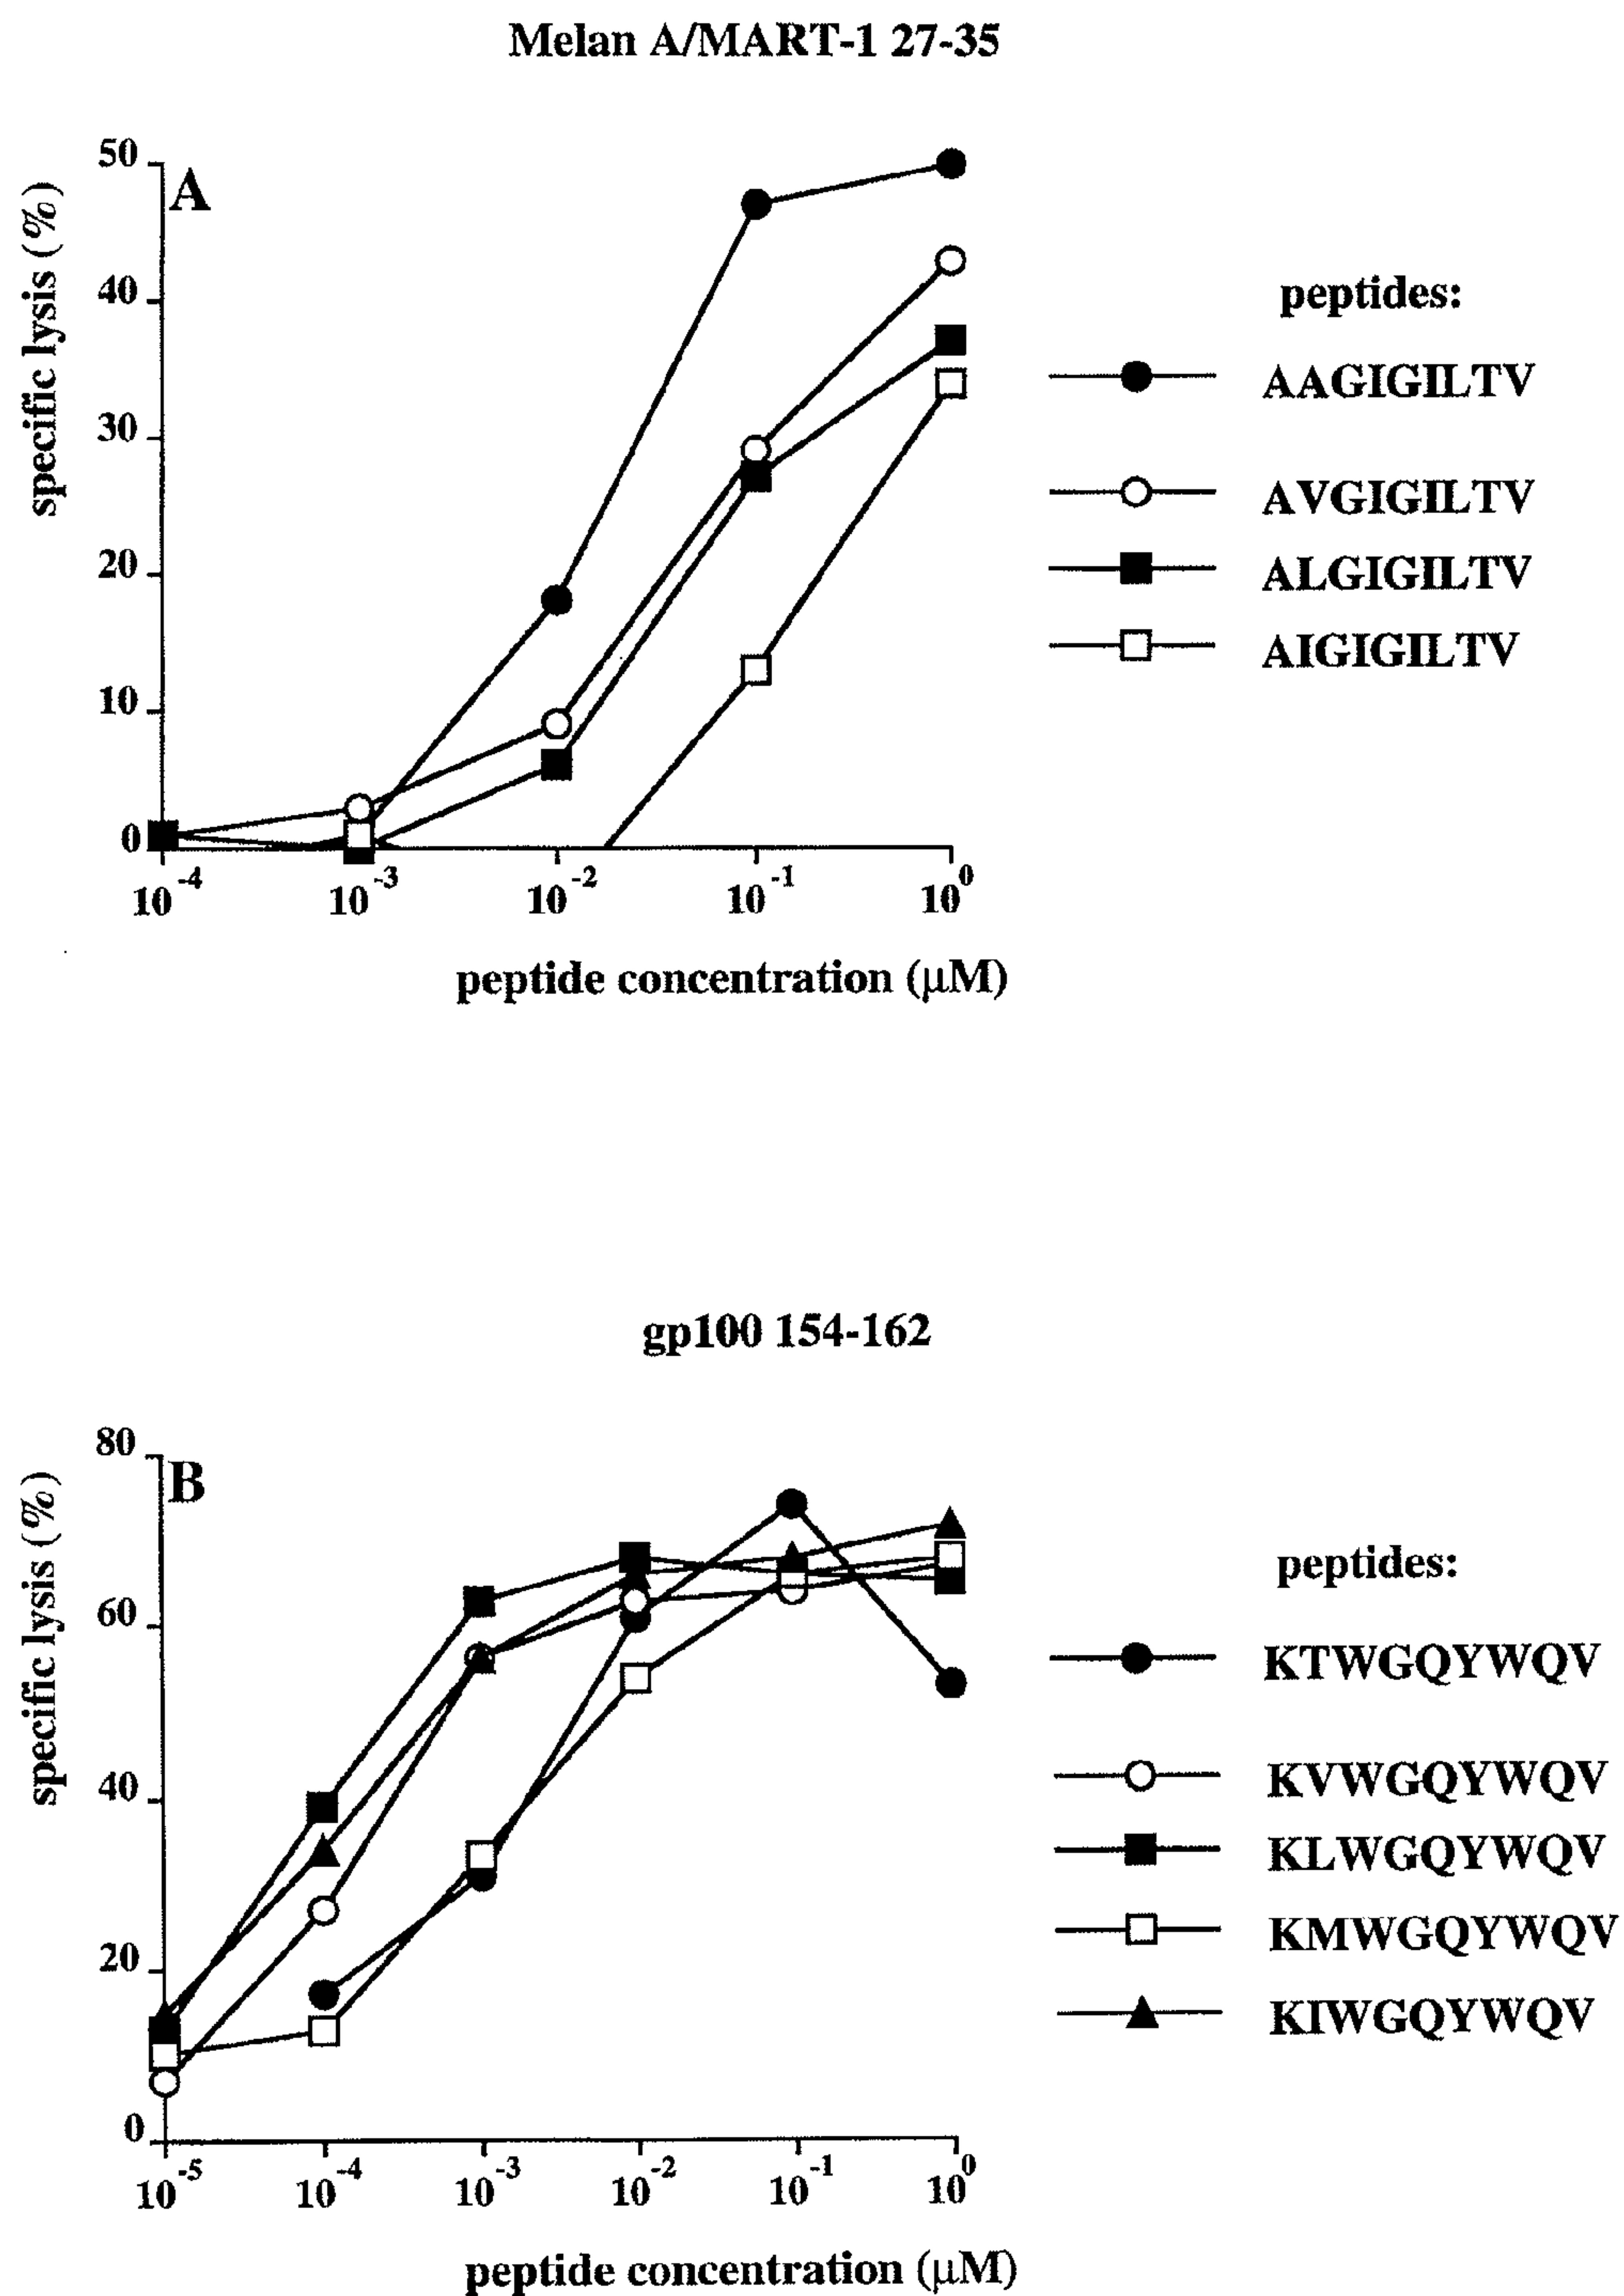 Melan A/MART-1 27-35
A
specific lysis (%)
50
40
30
20
10
0
10^-4 10^-3 10^-2 10^-1 10^0
peptide concentration (µM)
peptides:
AAGIGILTV
AVGIGILTV
ALGIGILTV
AIGIGILTV
gp100 154-162
B
specific lysis (%)
80
60
40
20
0
10^-5 10^-4 10^-3 10^-2 10^-1 10^0
peptide concentration (µM)
peptides:
KTWGQYWQV
KVWGQYWQV
KLWGQYWQV
KMWGQYWQV
KIWGQYWQV